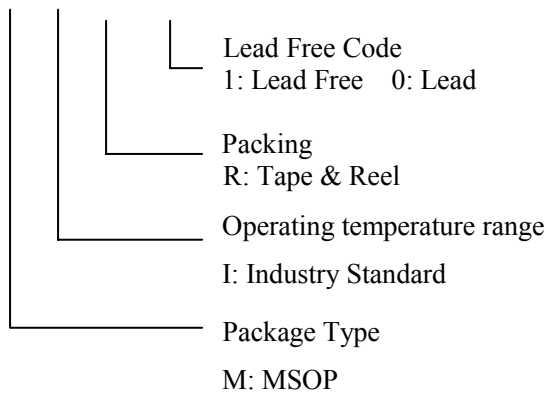 Lead Free Code
1: Lead Free 0: Lead
Packing
R: Tape & Reel
Operating temperature range
I: Industry Standard
Package Type
M: MSOP